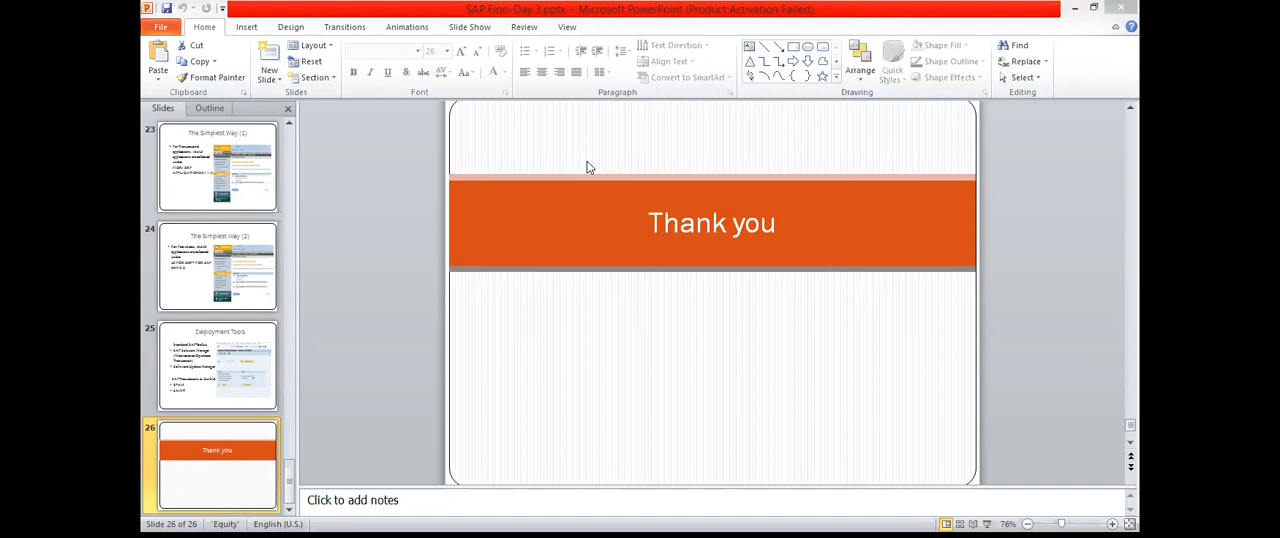 SAP Fiori-Day 3.pptx - Microsoft PowerPoint (Product Activation Failed)
File Home Insert Design Transitions Animations Slide Show Review View
Paste
Cut
Copy
Format Painter
Clipboard
New Slide
Layout
Reset
Section
Slides
26
Font
Text Direction
Align Text
Convert to SmartArt
Paragraph
Arrange
Quick Styles
Shape Fill
Shape Outline
Shape Effects
Drawing
Find
Replace
Select
Editing
Slides Outline
23
The Simplest Way (1)
24
The Simplest Way (2)
25
Deployment Tools
26
Thank you
Thank you
Click to add notes
Slide 26 of 26 'Equity' English (U.S.) 76%